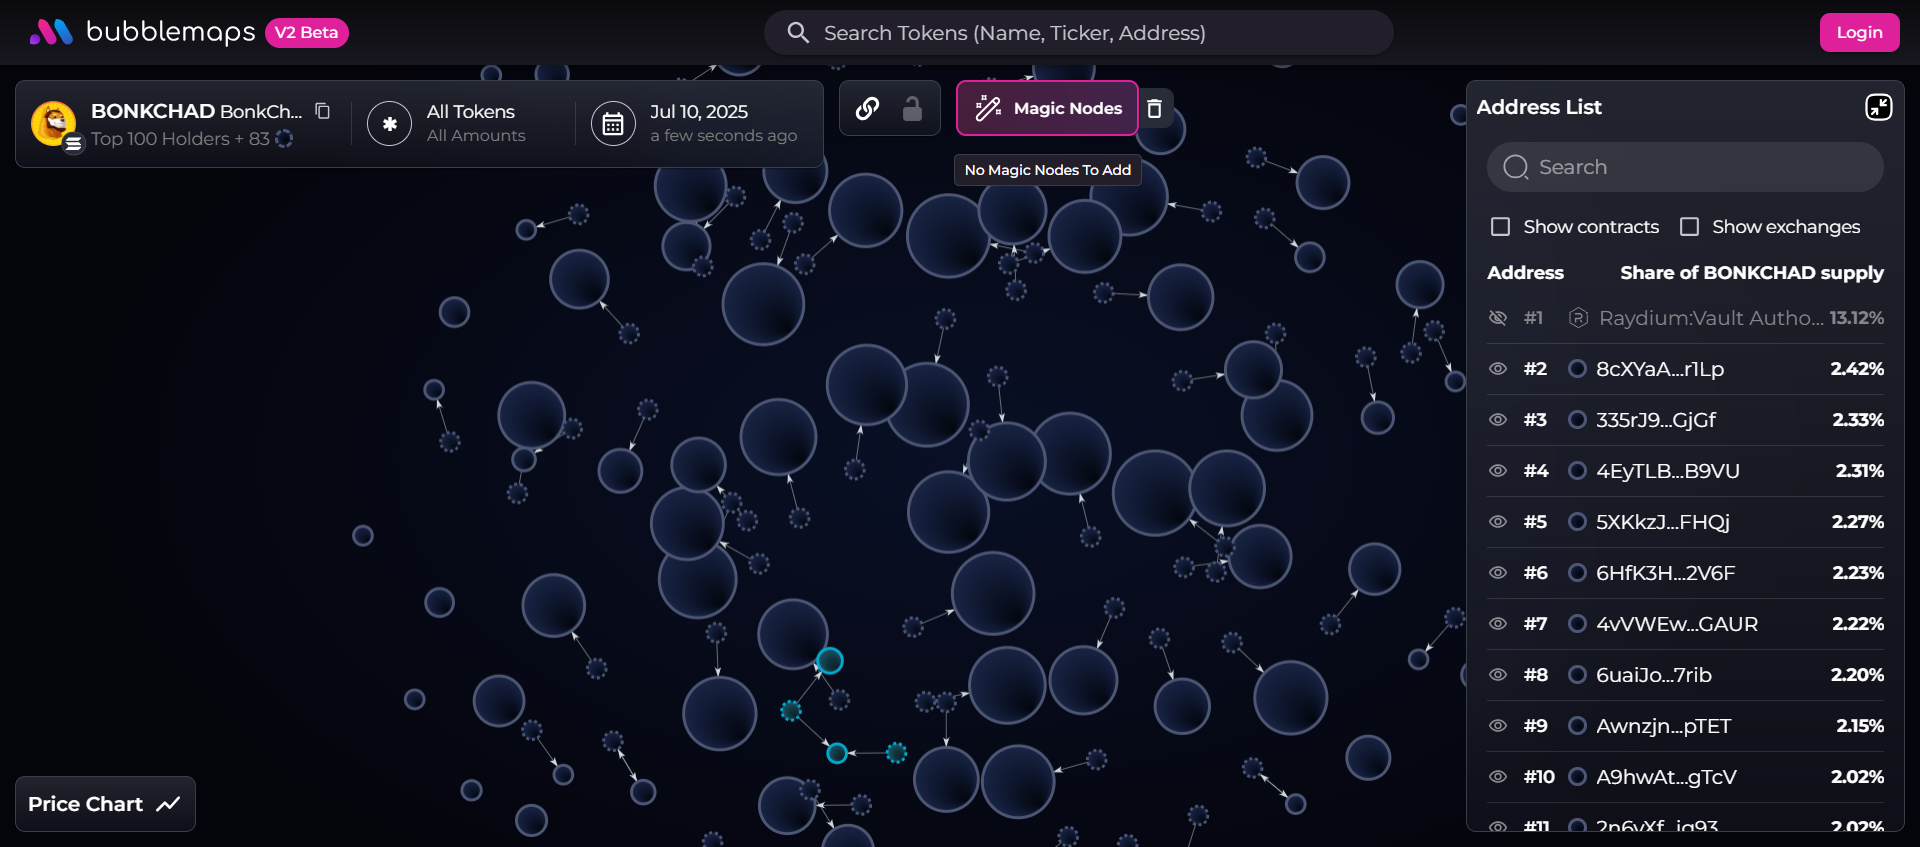 bubblemaps V2 Beta
Search Tokens (Name, Ticker, Address)
Login
BONKCHAD BonkCh...
Top 100 Holders + 83
All Tokens
All Amounts
Jul 10, 2025
a few seconds ago
Magic Nodes
No Magic Nodes To Add
Address List
Search
Show contracts Show exchanges
Address Share of BONKCHAD supply
#1 Raydium:Vault Autho... 13.12%
#2 8cXYaA...r1Lp 2.42%
#3 335rJ9...GjGf 2.33%
#4 4EyTLB...B9VU 2.31%
#5 5XKkzJ...FHQj 2.27%
#6 6HfK3H...2V6F 2.23%
#7 4vVWEw...GAUR 2.22%
#8 6uaiJo...7rib 2.20%
#9 Awnzjn...pTET 2.15%
#10 A9hwAt...gTcV 2.02%
#11 2.02%
Price Chart